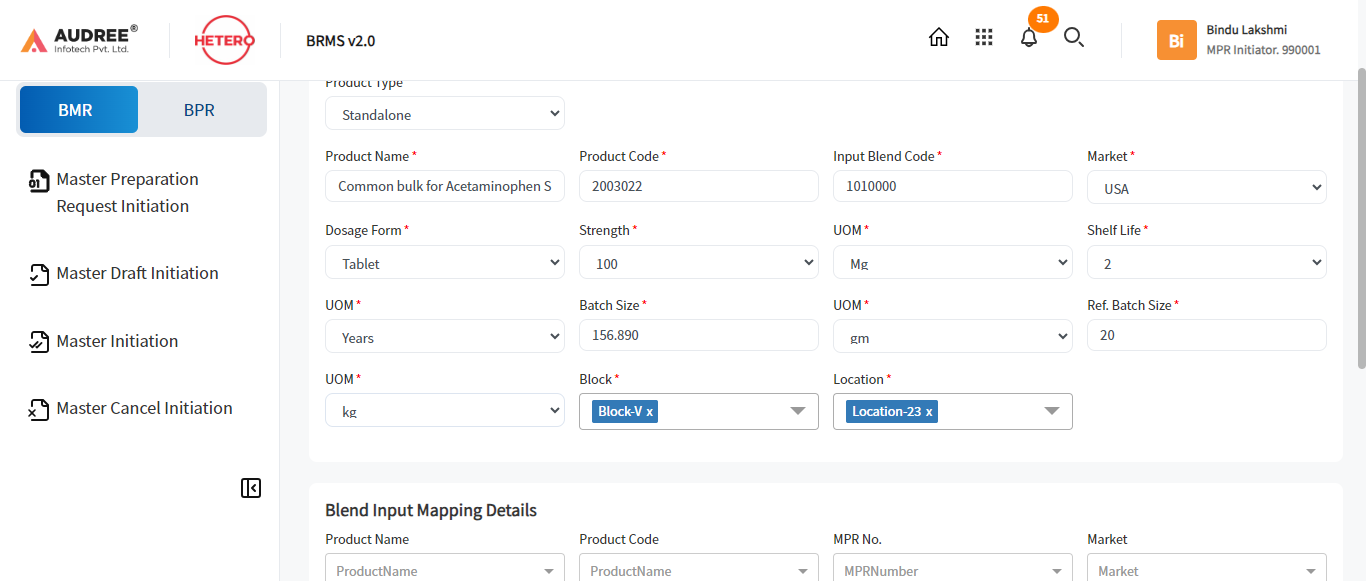 AUDREE®
Infotech Pvt. Ltd.
HETERO
BRMS v2.0
51
Bi
Bindu Lakshmi
MPR Initiator. 990001
BMR
BPR
01
Master Preparation
Request Initiation
Master Draft Initiation
Master Initiation
Master Cancel Initiation
Product Type
Standalone
Product Name *
Product Code *
Input Blend Code *
Market *
Common bulk for Acetaminophen S
2003022
1010000
USA
Dosage Form *
Strength *
UOM *
Shelf Life *
Tablet
100
Mg
2
UOM *
Batch Size *
UOM *
Ref. Batch Size *
Years
156.890
gm
20
UOM *
Block *
Location *
kg
Block-V x
Location-23 x
Blend Input Mapping Details
Product Name
Product Code
MPR No.
Market
ProductName
ProductName
MPRNumber
Market